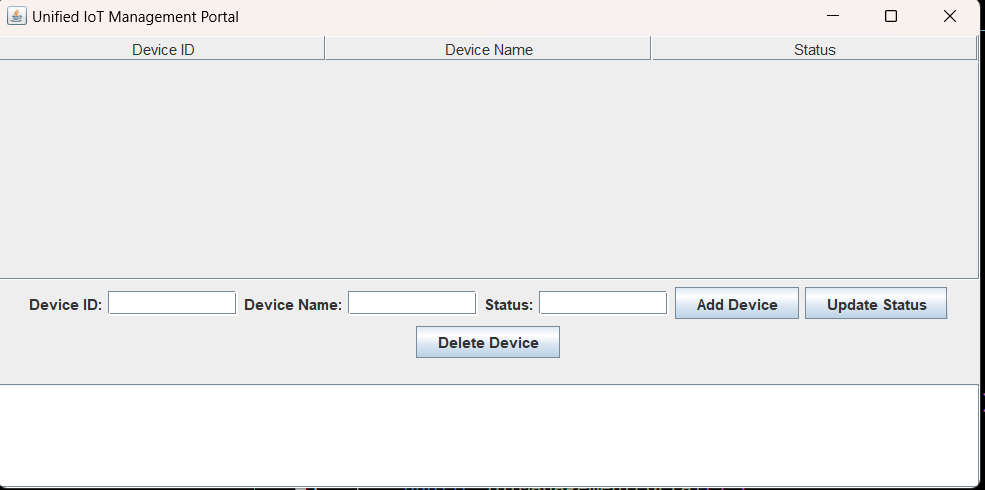 Unified IoT Management Portal
Device ID Device Name Status
Device ID: Device Name: Status: Add Device Update Status
Delete Device